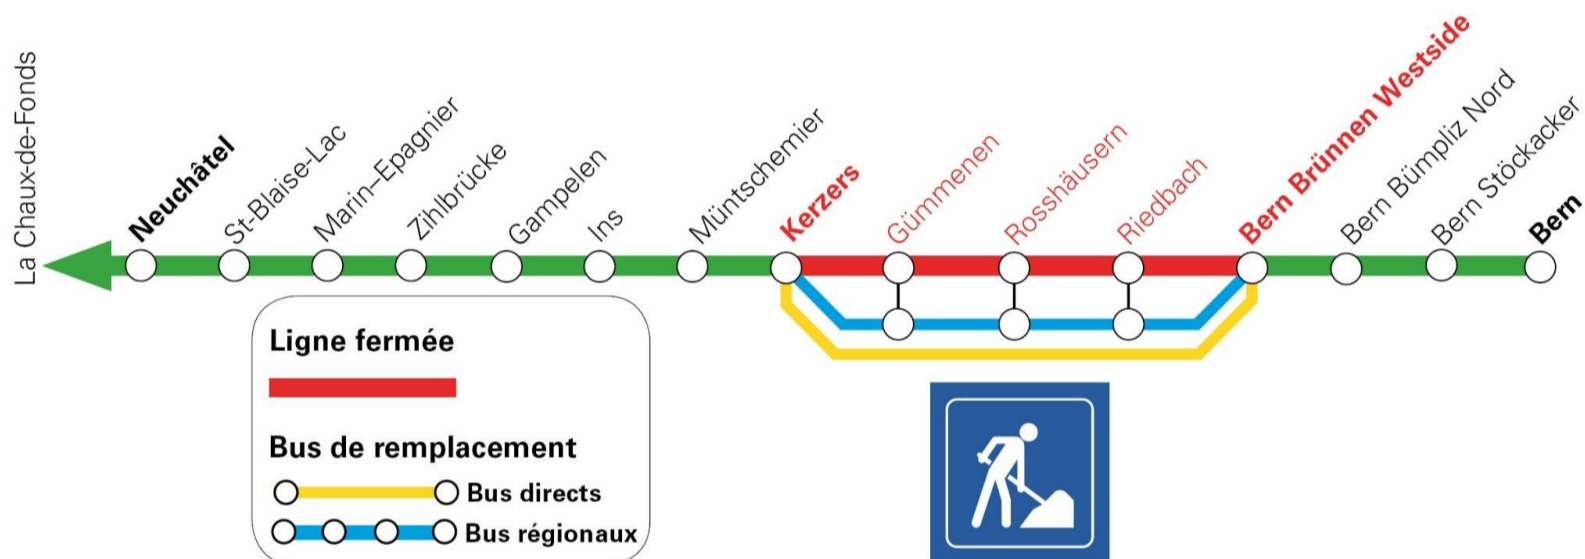 La Chaux-de-Fonds
Neuchâtel
St-Blaise-Lac
Marin–Epagnier
Zihlbrücke
Gampelen
Ins
Müntschemier
Kerzers
Gümmenen
Rosshäusern
Riedbach
Bern Brünnen Westside
Bern Bümpliz Nord
Bern Stöckacker
Bern
Ligne fermée
Bus de remplacement
Bus directs
Bus régionaux